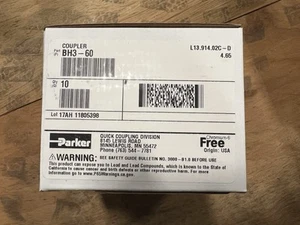 COUPLER
BH3-60
L13.914.02C-D
4.65
10
Lot 17AH 11805398
Parker
QUICK COUPLING DIVISION
8145 LEWIS ROAD
MINNEAPOLIS, MN 55427
Phone (763) 544-7781
Free
Origin: USA
WARNING: SEE SAFETY GUIDE BULLETIN NO. 3800-B1.0 BEFORE USE
This product can expose you to Lead and Lead Compounds which is known to the State of
California to cause cancer and birth defects or other reproductive harm. For more information go to
www.P65Warnings.ca.gov